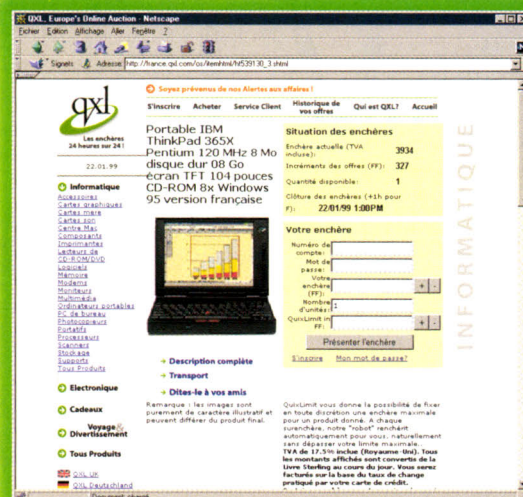 QXL, Europe's Online Auction - Netscape
Fichier Edition Affichage Aller Fenêtre ?
Signets Adresse http://france.qxl.com/os/itemhtml/hf539130_3.shtml
Soyez prévenus de nos Alertes aux affaires !
S'inscrire Acheter Service Client Historique de vos offres Qui est QXL? Accueil
qxl
Les enchères
24 heures sur 24 !
22.01.99
Informatique
Accessoires
Cartes graphiques
Cartes mère
Cartes son
Centre Mac
Composants
Imprimantes
Lecteurs de
CD-ROM/DVD
Logiciels
Mémoire
Modems
Moniteurs
Multimédia
Ordinateurs portables
PC de bureau
Photocopieurs
Portatifs
Processeurs
Scanners
Stockage
Supports
Tous Produits
Electronique
Cadeaux
Voyage &
Divertissement
Tous Produits
QXL UK
QXL Deutschland
Portable IBM
ThinkPad 365X
Pentium 120 MHz 8 Mo
disque dur 08 Go
écran TFT 104 pouces
CD-ROM 8x Windows
95 version française
Description complète
Transport
Dites-le à vos amis
Remarque : les images sont
purement de caractère illustratif et
peuvent différer du produit final.
Situation des enchères
Enchère actuelle (TVA
incluse): 3934
Incréments des offres (FF): 327
Quantité disponible: 1
Clôture des enchères (+1h pour
F): 22/01/99 1:00PM
Votre enchère
Numéro de
compte:
Mot de
passe:
Votre
enchère
(FF): + -
Nombre
d'unités: 1
QuixLimit in
FF: + -
Présenter l'enchère
S'inscrire Mon mot de passe?
QuixLimit vous donne la possibilité de fixer
en toute discrétion une enchère maximale
pour un produit donné. A chaque
surenchère, notre "robot" renchérit
automatiquement pour vous, naturellement
sans dépasser votre limite maximale..
TVA de 17.5% inclue (Royaume-Uni). Tous
les montants affichés sont convertis de la
Livre Sterling au cours du jour. Vous serez
facturés sur la base du taux de change
pratiqué par votre carte de crédit.
INFORMATIQUE